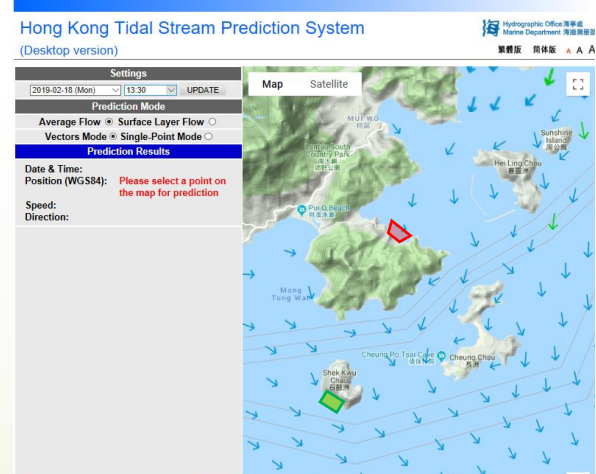 Hong Kong Tidal Stream Prediction System
Hydrographic Office 海事處
Marine Department 海道測量部
(Desktop version)
繁體版 简体版 A A A
Settings
2019-02-18 (Mon) 13:30 UPDATE
Prediction Mode
Average Flow Surface Layer Flow
Vectors Mode Single-Point Mode
Prediction Results
Date & Time:
Position (WGS84): Please select a point on
the map for prediction
Speed:
Direction:
Map Satellite
MUI WO
梅窩
Sunshine
Island
周公島
Lantau South
Country Park
南大嶼
郊野公園
Hei Ling Chau
喜靈洲
Pui O Beach
貝澳泳灘
Mong
Tung Wan
Cheung Po Tsai Cave
張保仔洞
Cheung Chau
長洲
Shek Kwu
Chau
石鼓洲